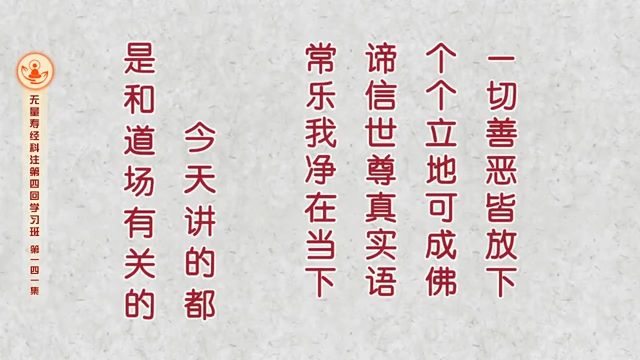 一切善恶皆放下
个个立地可成佛
谛信世尊真实语
常乐我净在当下
今天讲的都
是和道场有关的
无量寿经科注第四回学习班 第一四一集